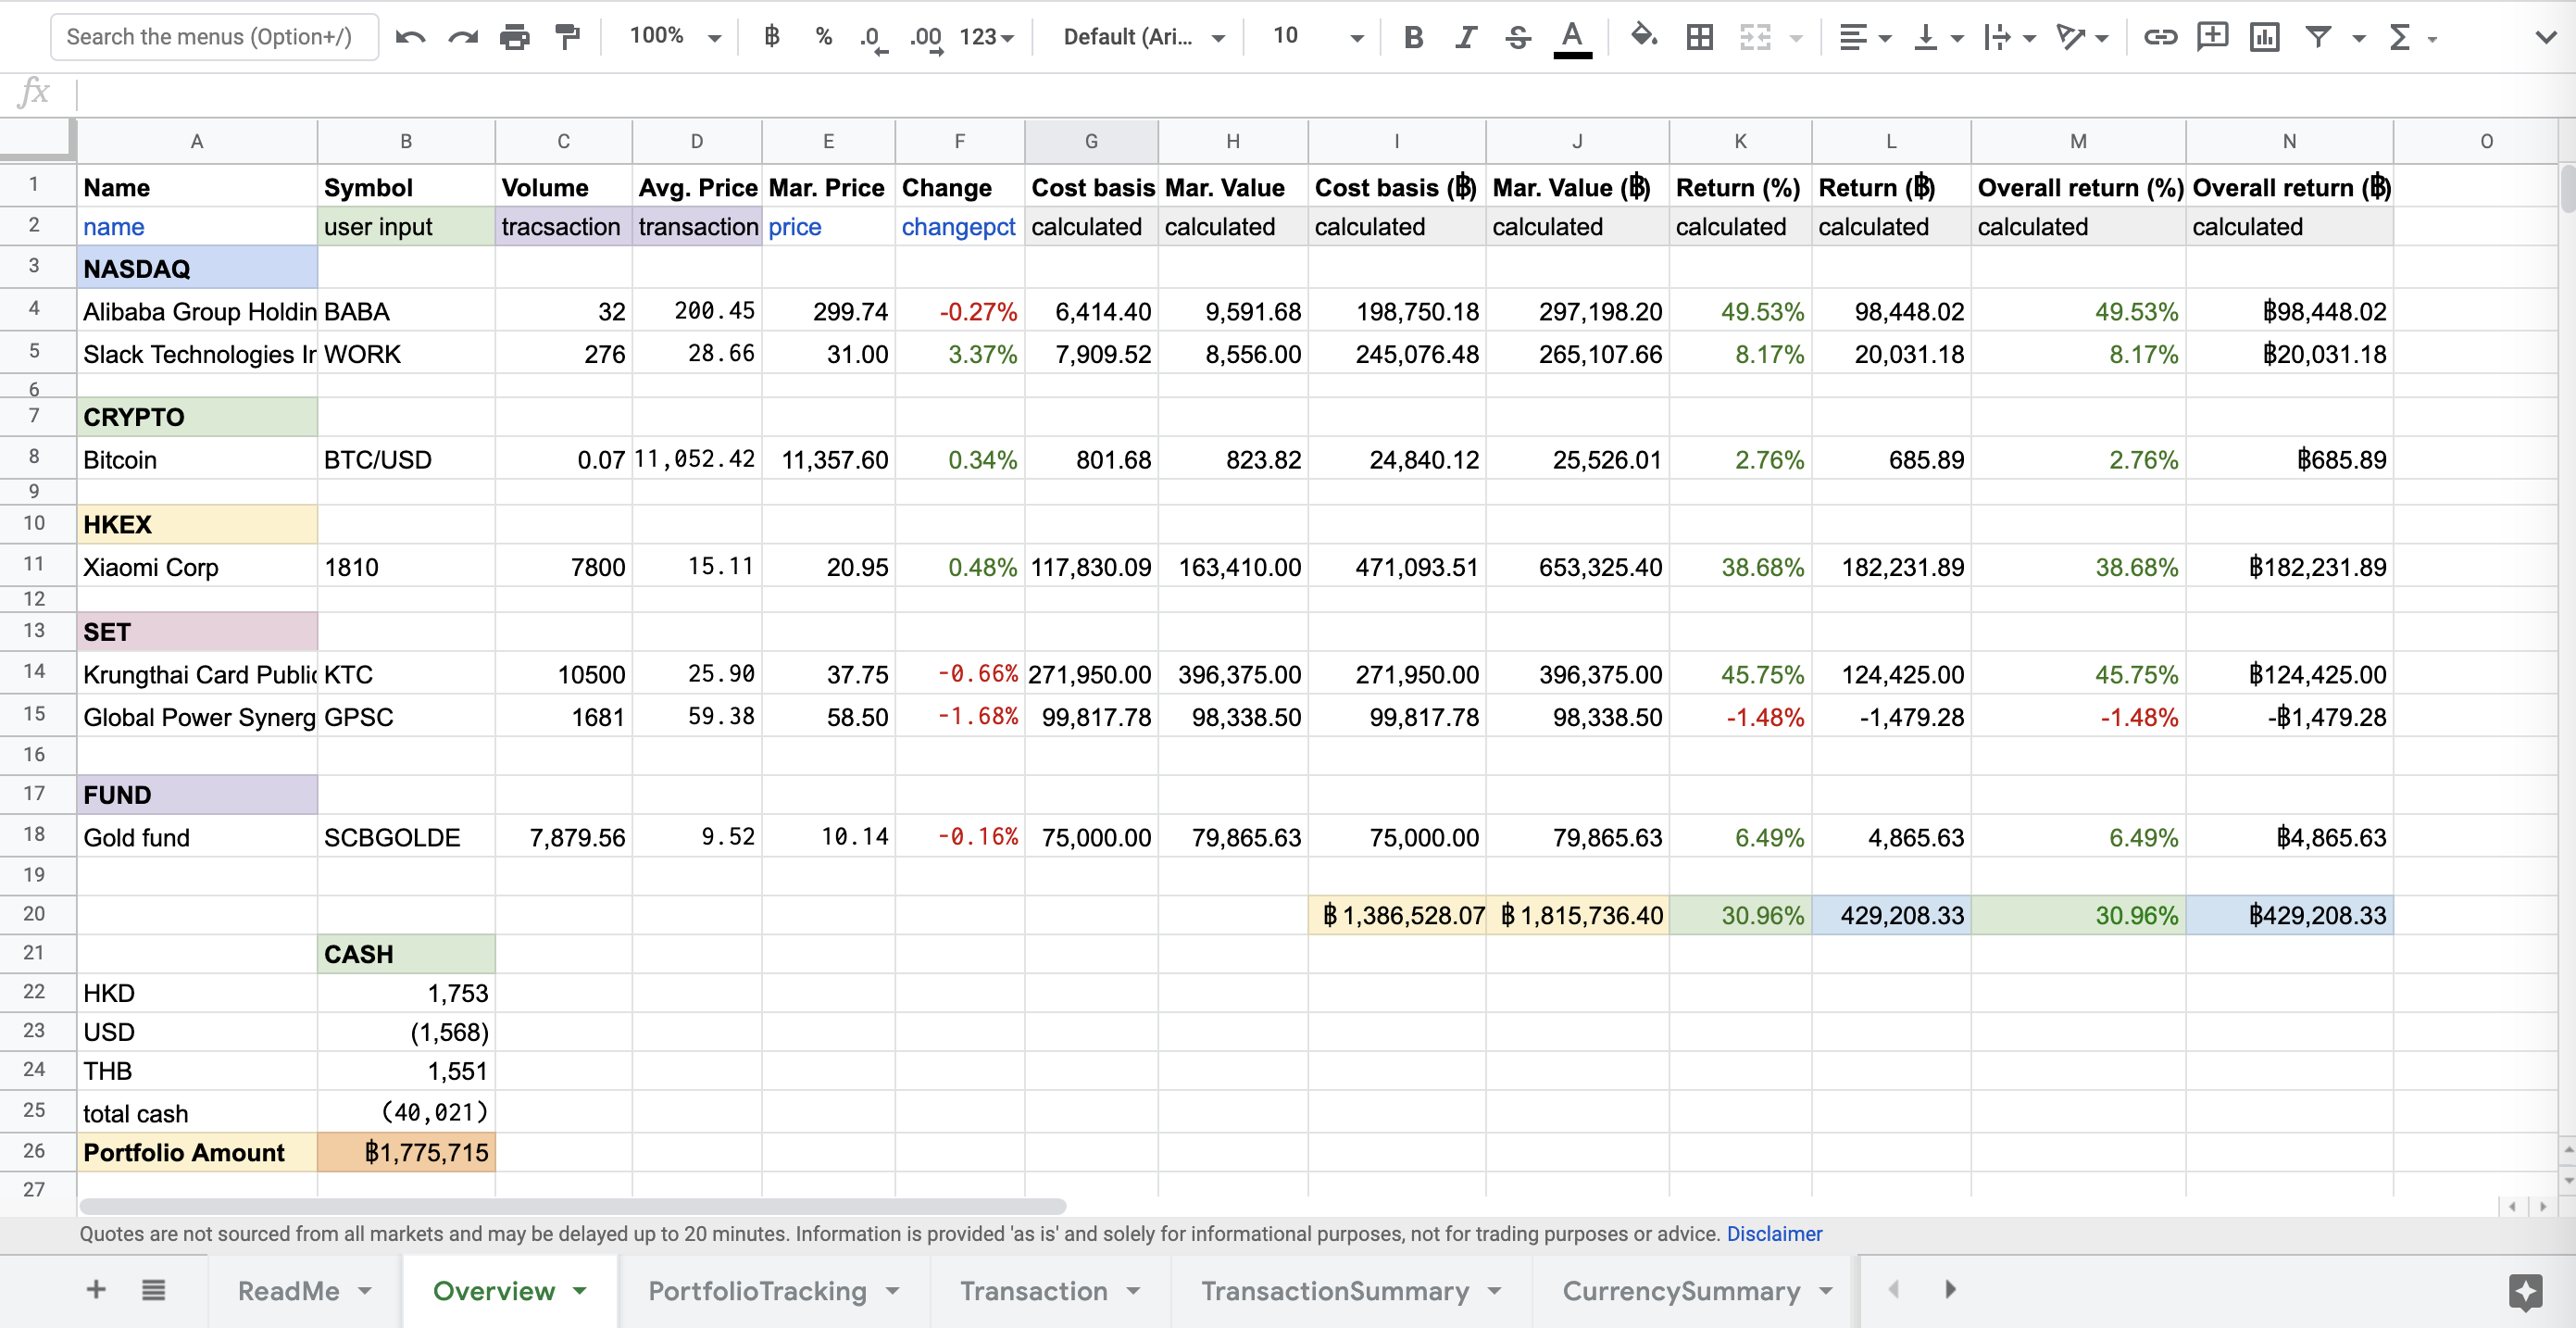 Search the menus (Option+/) 100% ฿ % .0 .00 123 Default (Ari... 10 B I S A Σ
fx
A B C D E F G H I J K L M N O
1 Name Symbol Volume Avg. Price Mar. Price Change Cost basis Mar. Value Cost basis (฿) Mar. Value (฿) Return (%) Return (฿) Overall return (%) Overall return (฿)
2 name user input tracsaction transaction price changepct calculated calculated calculated calculated calculated calculated calculated calculated
3 NASDAQ
4 Alibaba Group Holdin BABA 32 200.45 299.74 -0.27% 6,414.40 9,591.68 198,750.18 297,198.20 49.53% 98,448.02 49.53% ฿98,448.02
5 Slack Technologies Ir WORK 276 28.66 31.00 3.37% 7,909.52 8,556.00 245,076.48 265,107.66 8.17% 20,031.18 8.17% ฿20,031.18
6
7 CRYPTO
8 Bitcoin BTC/USD 0.07 11,052.42 11,357.60 0.34% 801.68 823.82 24,840.12 25,526.01 2.76% 685.89 2.76% ฿685.89
9
10 HKEX
11 Xiaomi Corp 1810 7800 15.11 20.95 0.48% 117,830.09 163,410.00 471,093.51 653,325.40 38.68% 182,231.89 38.68% ฿182,231.89
12
13 SET
14 Krungthai Card Public KTC 10500 25.90 37.75 -0.66% 271,950.00 396,375.00 271,950.00 396,375.00 45.75% 124,425.00 45.75% ฿124,425.00
15 Global Power Synerg GPSC 1681 59.38 58.50 -1.68% 99,817.78 98,338.50 99,817.78 98,338.50 -1.48% -1,479.28 -1.48% -฿1,479.28
16
17 FUND
18 Gold fund SCBGOLDE 7,879.56 9.52 10.14 -0.16% 75,000.00 79,865.63 75,000.00 79,865.63 6.49% 4,865.63 6.49% ฿4,865.63
19
20 ฿ 1,386,528.07 ฿ 1,815,736.40 30.96% 429,208.33 30.96% ฿429,208.33
21 CASH
22 HKD 1,753
23 USD (1,568)
24 THB 1,551
25 total cash (40,021)
26 Portfolio Amount ฿1,775,715
27
Quotes are not sourced from all markets and may be delayed up to 20 minutes. Information is provided 'as is' and solely for informational purposes, not for trading purposes or advice. Disclaimer
+ ReadMe Overview PortfolioTracking Transaction TransactionSummary CurrencySummary